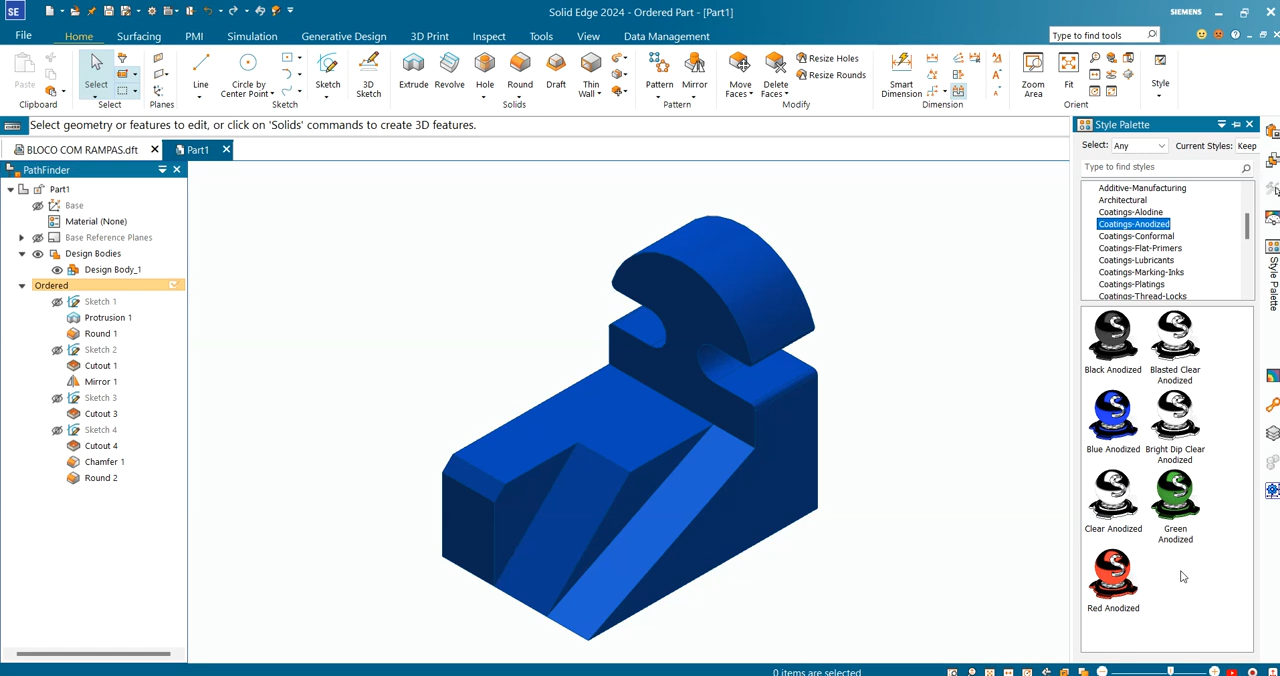 SE
Solid Edge 2024 - Ordered Part - [Part1]
SIEMENS
File Home Surfacing PMI Simulation Generative Design 3D Print Inspect Tools View Data Management
Type to find tools
Paste
Select
Line
Circle by Center Point
Sketch
3D Sketch
Extrude
Revolve
Hole
Round
Draft
Thin Wall
Pattern
Mirror
Move Faces
Delete Faces
Resize Holes
Resize Rounds
Smart Dimension
Zoom Area
Fit
Style
Clipboard Select Planes Sketch Solids Pattern Modify Dimension Orient
Select geometry or features to edit, or click on 'Solids' commands to create 3D features.
BLOCO COM RAMPAS.dft
Part1
PathFinder
Part1
Base
Material (None)
Base Reference Planes
Design Bodies
Design Body_1
Ordered
Sketch 1
Protrusion 1
Round 1
Sketch 2
Cutout 1
Mirror 1
Sketch 3
Cutout 3
Sketch 4
Cutout 4
Chamfer 1
Round 2
Style Palette
Select: Any Current Styles: Keep
Type to find styles
Additive-Manufacturing
Architectural
Coatings-Alodine
Coatings-Anodized
Coatings-Conformal
Coatings-Flat-Primers
Coatings-Lubricants
Coatings-Marking-Inks
Coatings-Platings
Coatings-Thread-Locks
Black Anodized
Blasted Clear
Anodized
Blue Anodized
Bright Dip Clear
Anodized
Clear Anodized
Green
Anodized
Red Anodized
Style Palette
0 items are selected